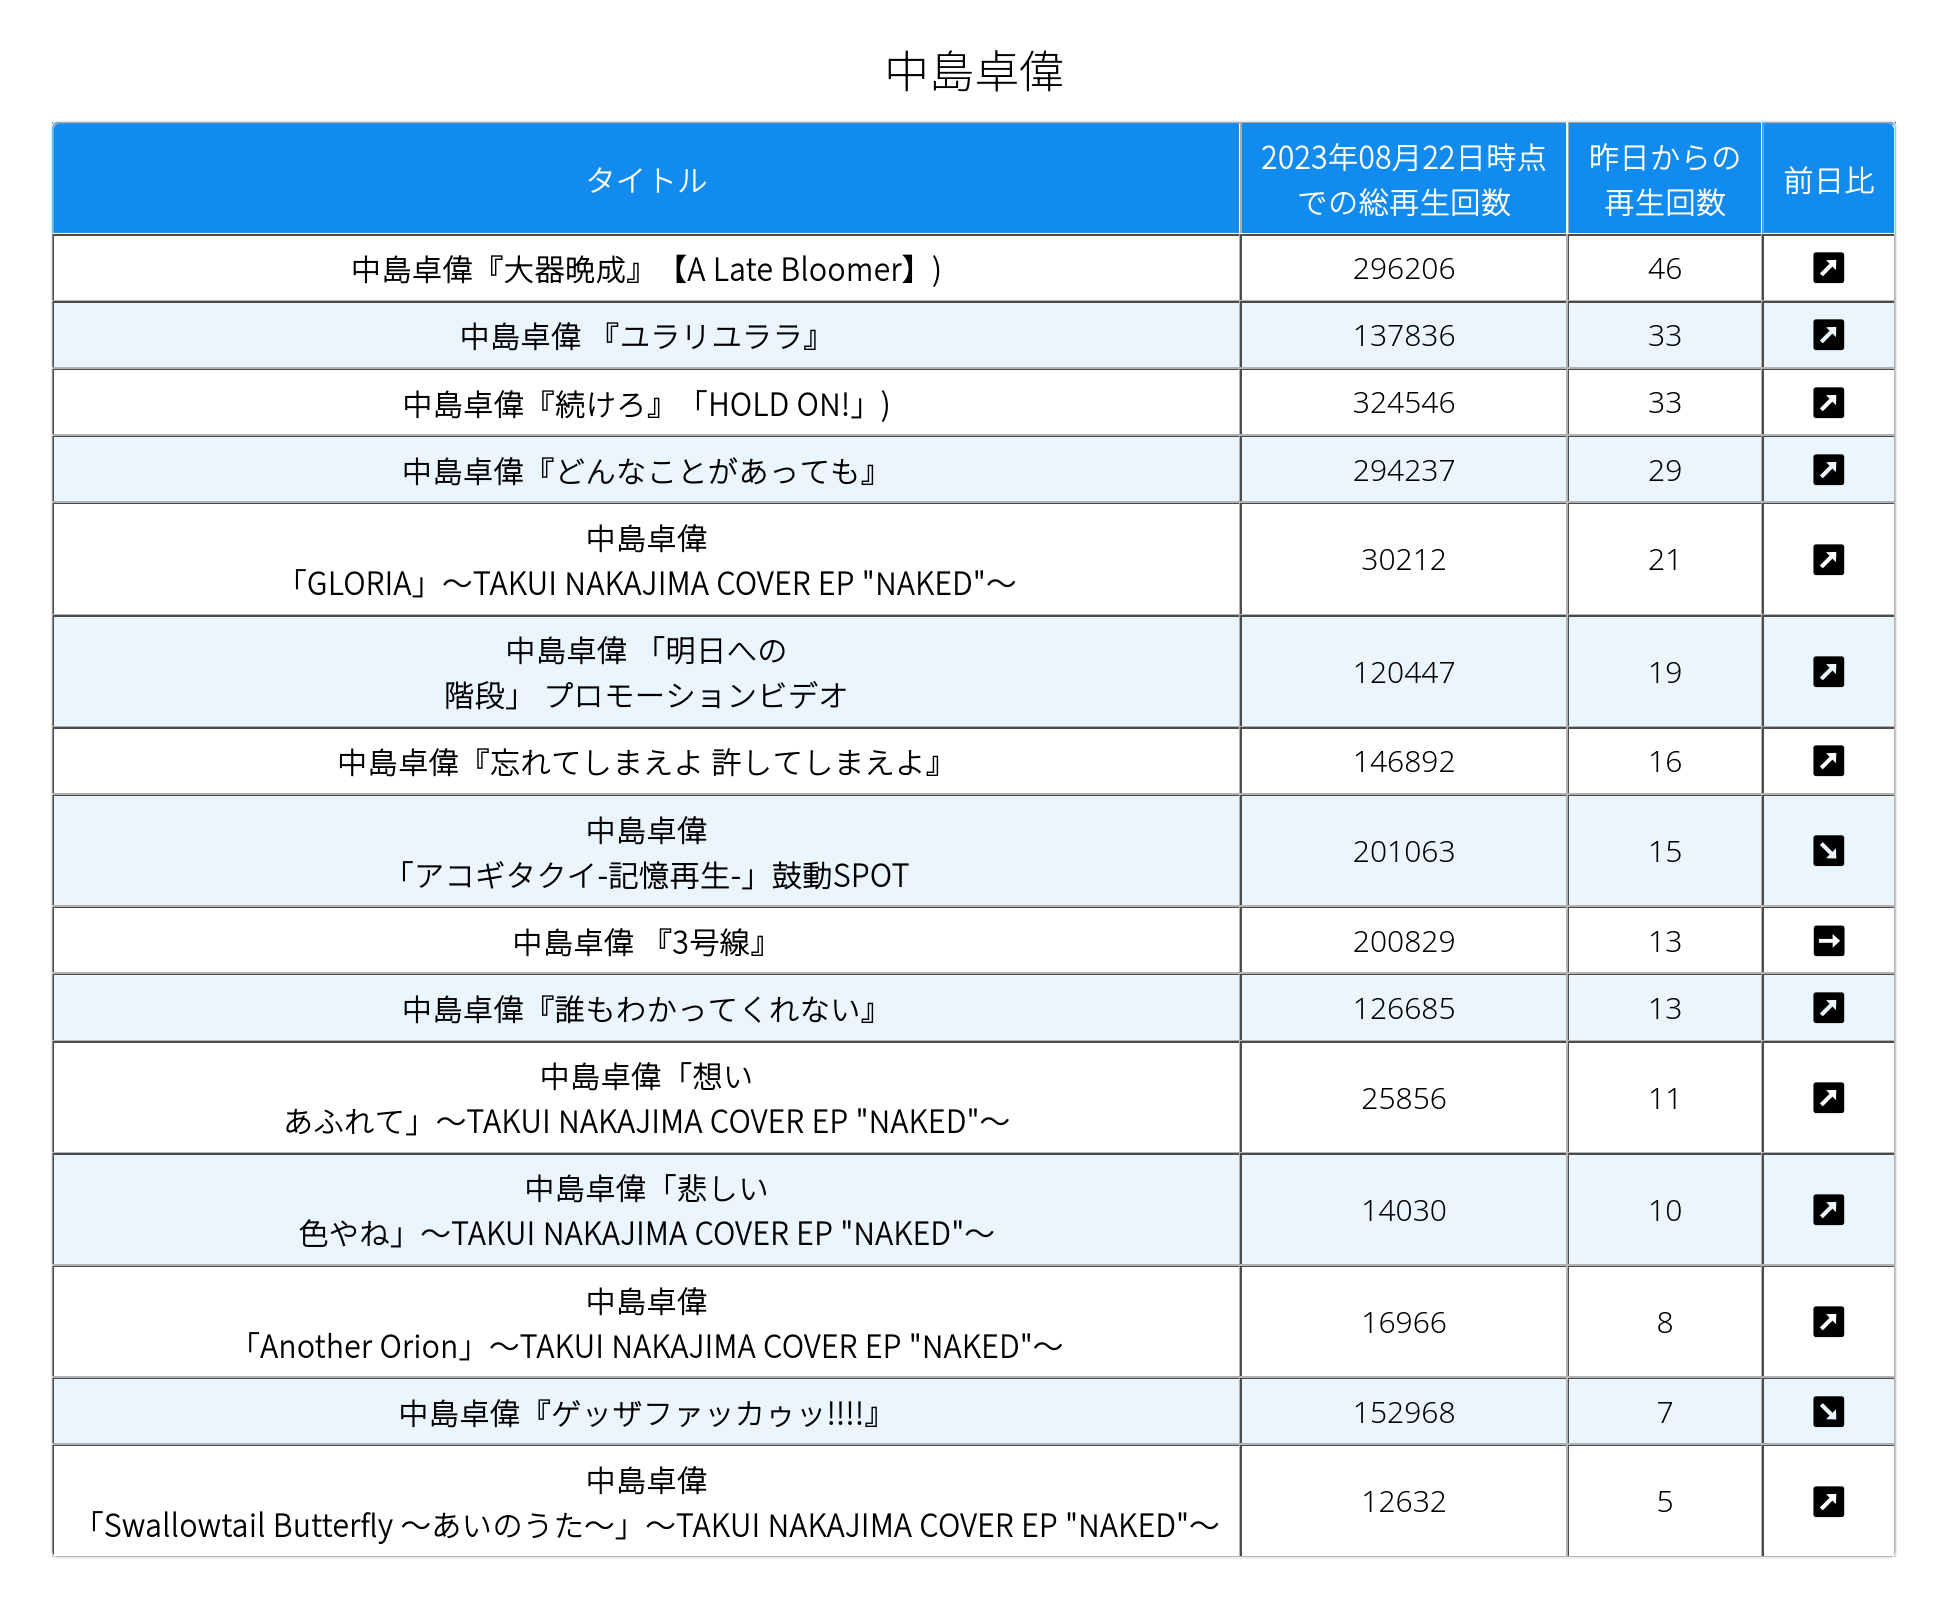 中島卓偉
タイトル
2023年08月22日時点
での総再生回数
昨日からの
再生回数
前日比
中島卓偉『大器晩成』【A Late Bloomer】)
296206
46
中島卓偉 『ユラリユララ』
137836
33
中島卓偉『続けろ』「HOLD ON!」)
324546
33
中島卓偉『どんなことがあっても』
294237
29
中島卓偉
「GLORIA」～TAKUI NAKAJIMA COVER EP "NAKED"～
30212
21
中島卓偉 「明日への
階段」 プロモーションビデオ
120447
19
中島卓偉『忘れてしまえよ 許してしまえよ』
146892
16
中島卓偉
「アコギタクイ-記憶再生-」鼓動SPOT
201063
15
中島卓偉 『3号線』
200829
13
中島卓偉『誰もわかってくれない』
126685
13
中島卓偉「想い
あふれて」～TAKUI NAKAJIMA COVER EP "NAKED"～
25856
11
中島卓偉「悲しい
色やね」～TAKUI NAKAJIMA COVER EP "NAKED"～
14030
10
中島卓偉
「Another Orion」～TAKUI NAKAJIMA COVER EP "NAKED"～
16966
8
中島卓偉『ゲッザファッカゥッ!!!!』
152968
7
中島卓偉
「Swallowtail Butterfly ～あいのうた～」～TAKUI NAKAJIMA COVER EP "NAKED"～
12632
5